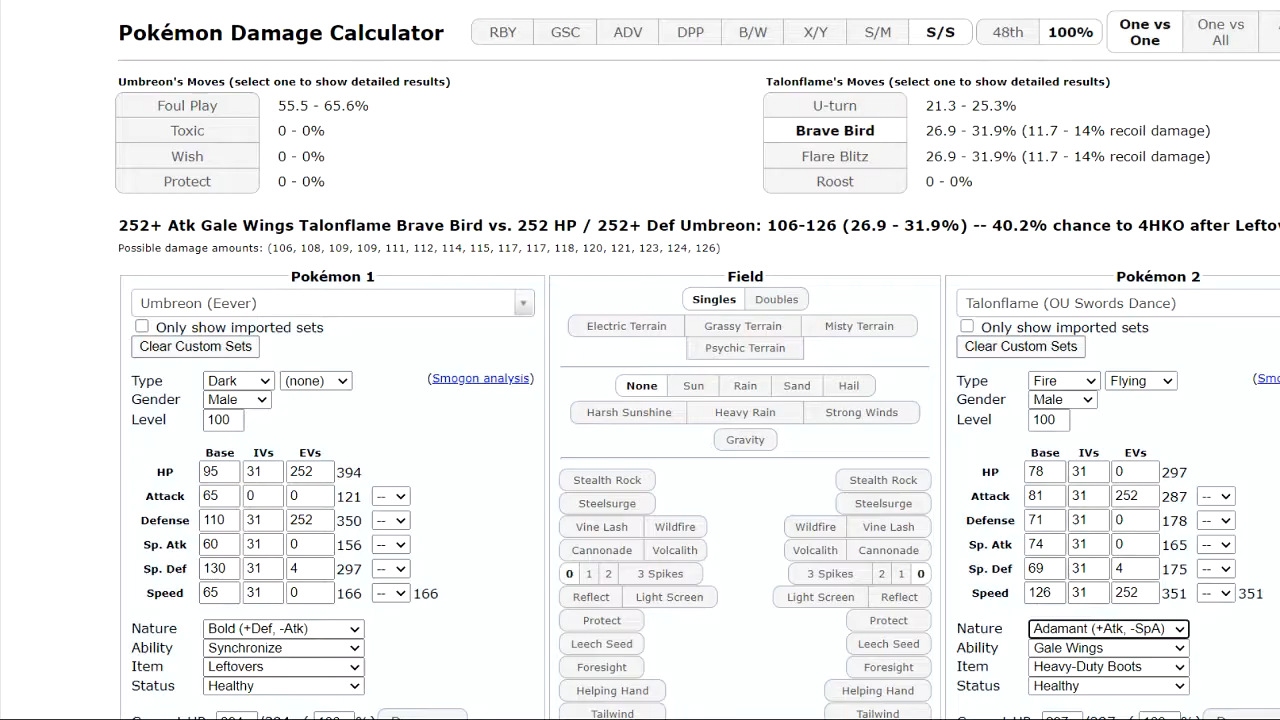 Pokémon Damage Calculator RBY GSC ADV DPP B/W X/Y S/M S/S 48th 100% One vs One One vs All
Umbreon's Moves (select one to show detailed results) Talonflame's Moves (select one to show detailed results)
Foul Play 55.5 - 65.6% U-turn 21.3 - 25.3%
Toxic 0 - 0% Brave Bird 26.9 - 31.9% (11.7 - 14% recoil damage)
Wish 0 - 0% Flare Blitz 26.9 - 31.9% (11.7 - 14% recoil damage)
Protect 0 - 0% Roost 0 - 0%
252+ Atk Gale Wings Talonflame Brave Bird vs. 252 HP / 252+ Def Umbreon: 106-126 (26.9 - 31.9%) -- 40.2% chance to 4HKO after Lefto
Possible damage amounts: (106, 108, 109, 109, 111, 112, 114, 115, 117, 117, 118, 120, 121, 123, 124, 126)
Pokémon 1 Field Pokémon 2
Umbreon (Eever) Singles Doubles Talonflame (OU Swords Dance)
Only show imported sets Electric Terrain Grassy Terrain Misty Terrain Only show imported sets
Clear Custom Sets Psychic Terrain Clear Custom Sets
Type Dark (none) (Smogon analysis) None Sun Rain Sand Hail Type Fire Flying (Smo
Gender Male Gender Male
Level 100 Harsh Sunshine Heavy Rain Strong Winds Level 100
Gravity
Base IVs EVs Base IVs EVs
HP 95 31 252 394 Stealth Rock Stealth Rock HP 78 31 0 297
Attack 65 0 0 121 -- Steelsurge Steelsurge Attack 81 31 252 287 --
Defense 110 31 252 350 -- Vine Lash Wildfire Wildfire Vine Lash Defense 71 31 0 178 --
Sp. Atk 60 31 0 156 -- Cannonade Volcalith Volcalith Cannonade Sp. Atk 74 31 0 165 --
Sp. Def 130 31 4 297 -- 0 1 2 3 Spikes 3 Spikes 2 1 0 Sp. Def 69 31 4 175 --
Speed 65 31 0 166 -- 166 Reflect Light Screen Light Screen Reflect Speed 126 31 252 351 -- 351
Protect Protect
Nature Bold (+Def, -Atk) Nature Adamant (+Atk, -SpA)
Ability Synchronize Leech Seed Leech Seed Ability Gale Wings
Item Leftovers Foresight Foresight Item Heavy-Duty Boots
Status Healthy Helping Hand Helping Hand Status Healthy
Tailwind Tailwind